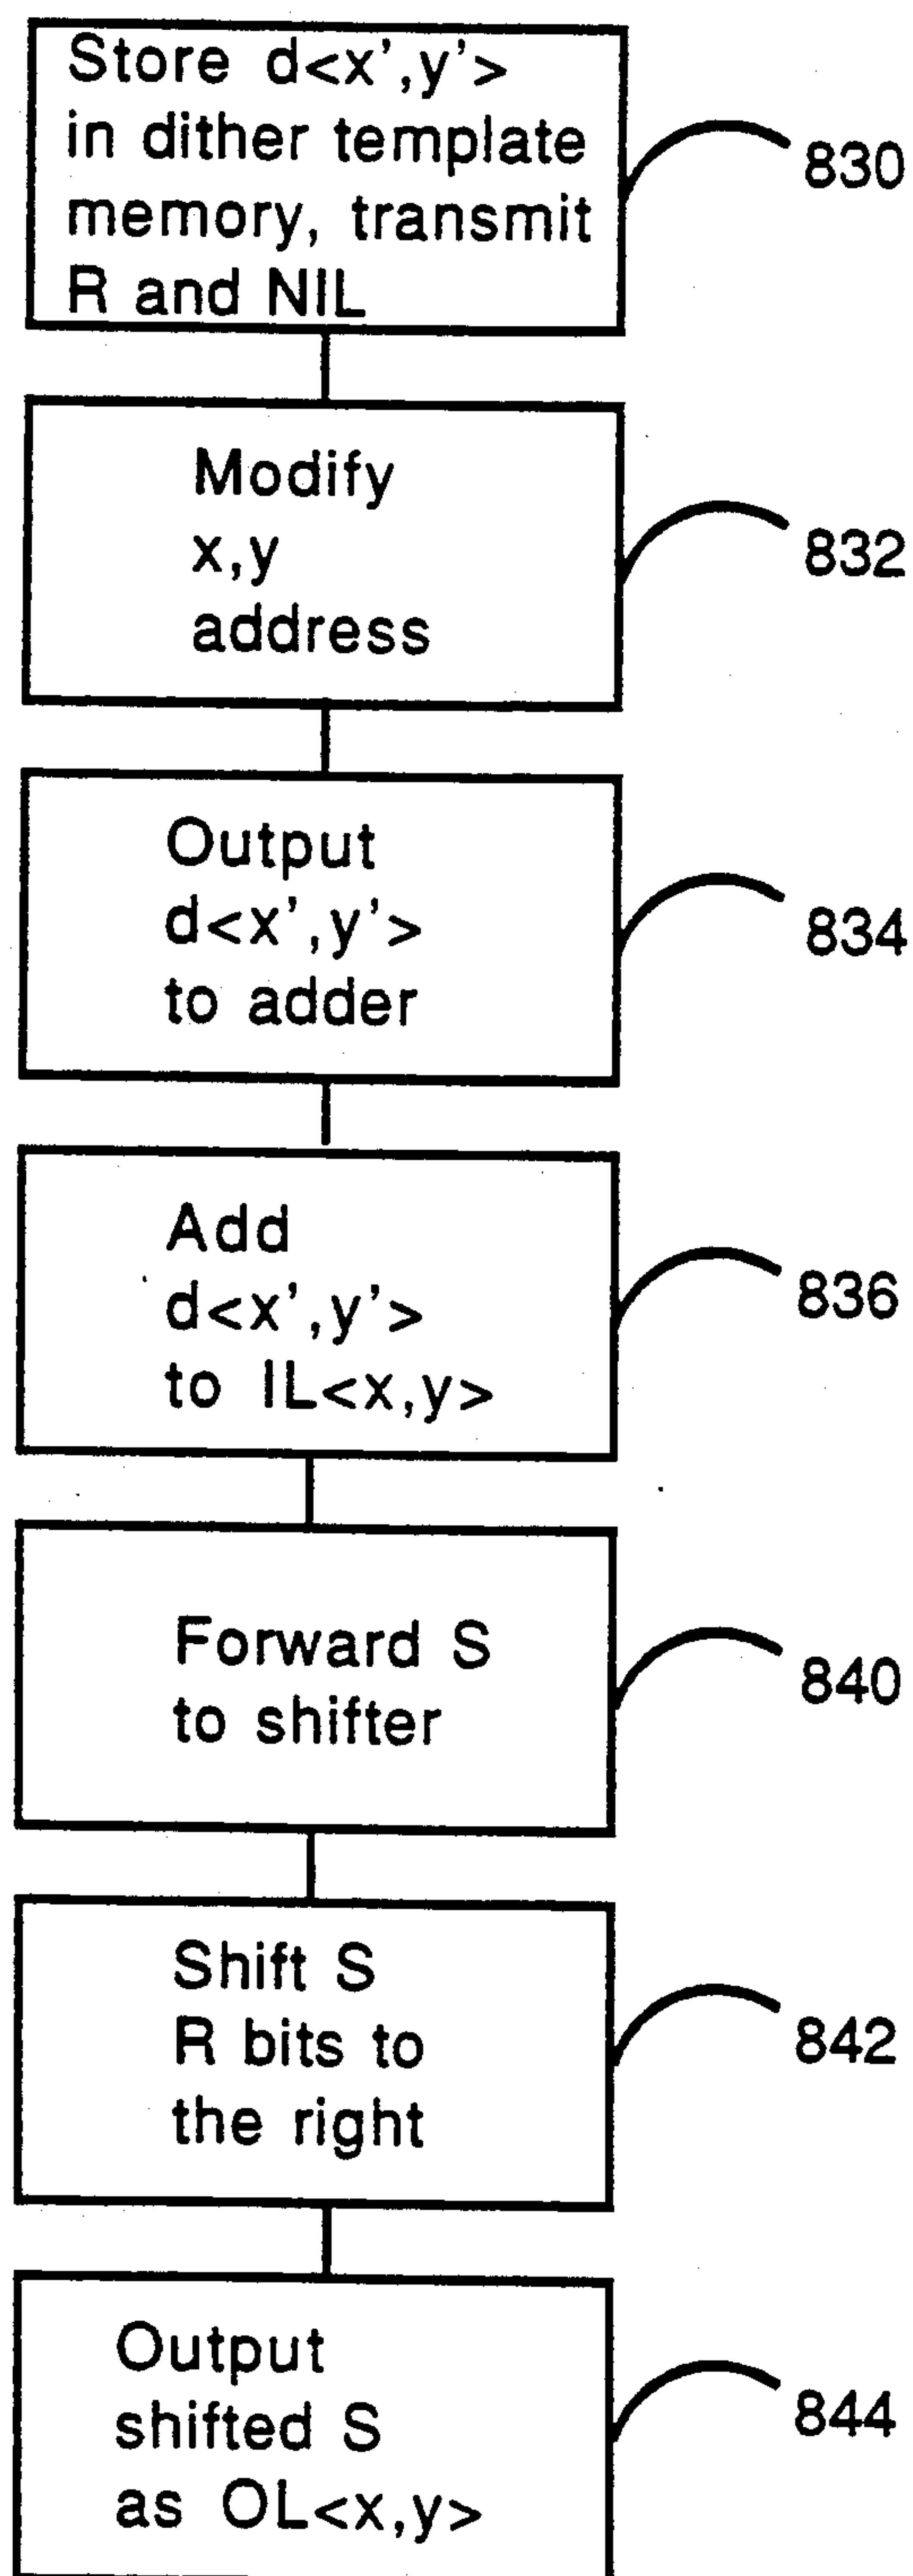 Store d<x',y'>
in dither template
memory, transmit
R and NIL
830
Modify
x,y
address
832
Output
d<x',y'>
to adder
834
Add
d<x',y'>
to IL<x,y>
836
Forward S
to shifter
840
Shift S
R bits to
the right
842
Output
shifted S
as OL<x,y>
844